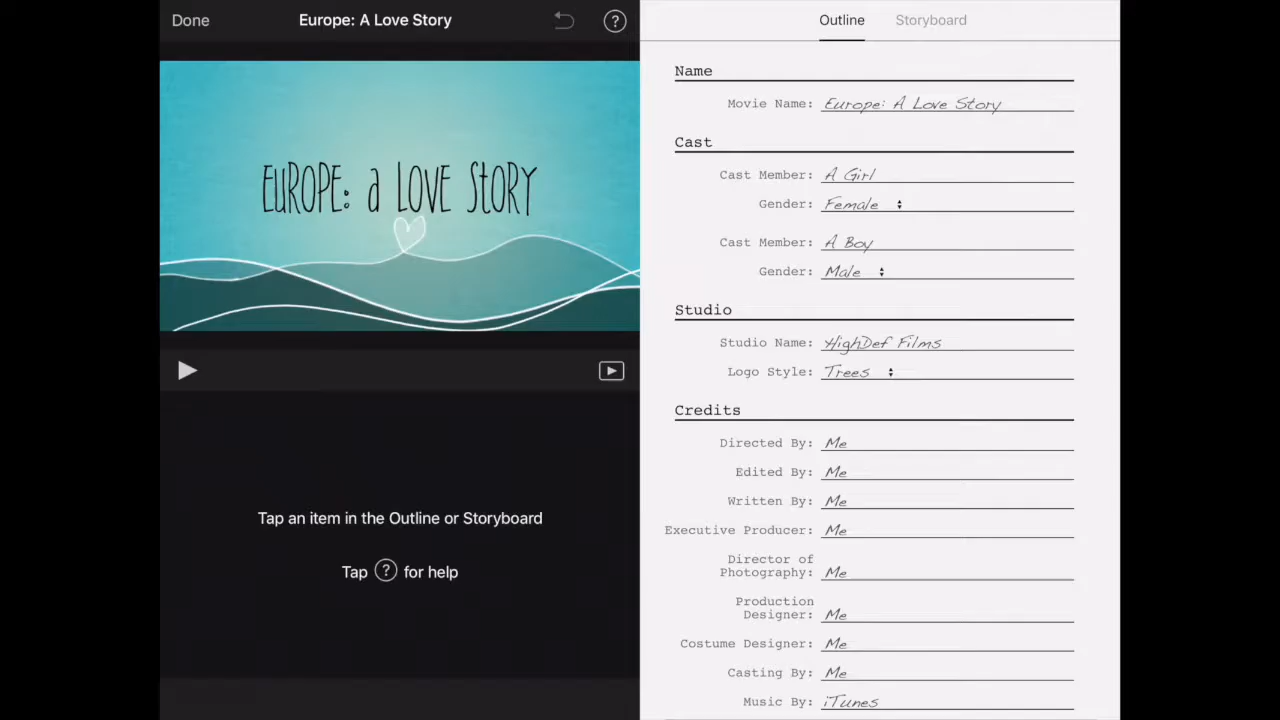 Done
Europe: A Love Story
?
EUROPE: a LOVE STORY
Tap an item in the Outline or Storyboard
Tap ? for help
Outline
Storyboard
Name
Movie Name: Europe: A Love Story
Cast
Cast Member: A Girl
Gender: Female
Cast Member: A Boy
Gender: Male
Studio
Studio Name: HighDef Films
Logo Style: Trees
Credits
Directed By: Me
Edited By: Me
Written By: Me
Executive Producer: Me
Director of
Photography: Me
Production
Designer: Me
Costume Designer: Me
Casting By: Me
Music By: iTunes